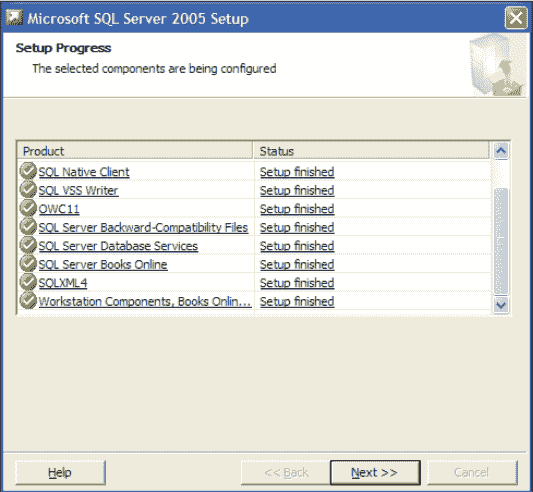 Microsoft SQL Server 2005 Setup
Setup Progress
The selected components are being configured
Product Status
SQL Native Client Setup finished
SQL VSS Writer Setup finished
OWC11 Setup finished
SQL Server Backward-Compatibility Files Setup finished
SQL Server Database Services Setup finished
SQL Server Books Online Setup finished
SQLXML4 Setup finished
Workstation Components, Books Onlin... Setup finished
Help << Back Next >> Cancel